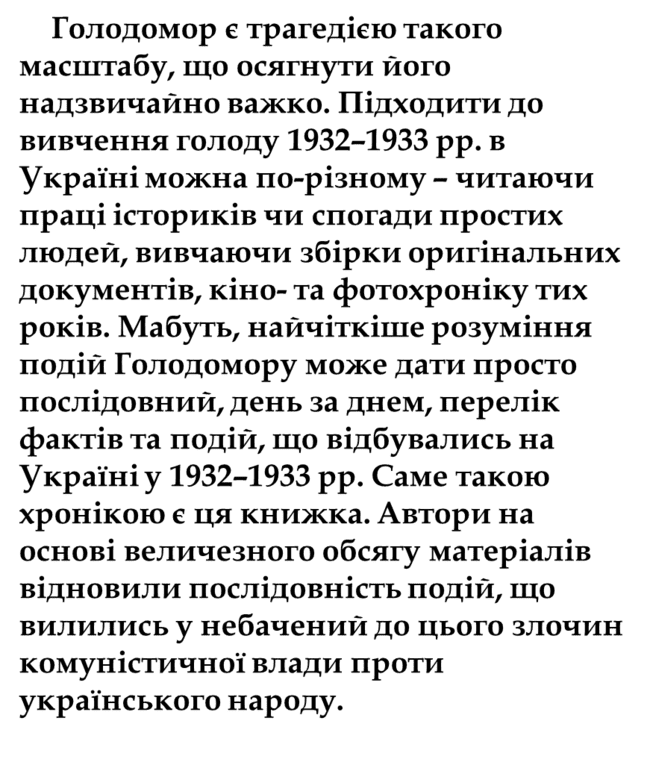 Голодомор є трагедією такого
масштабу, що осягнути його
надзвичайно важко. Підходити до
вивчення голоду 1932–1933 рр. в
Україні можна по-різному – читаючи
праці істориків чи спогади простих
людей, вивчаючи збірки оригінальних
документів, кіно- та фотохроніку тих
років. Мабуть, найчіткіше розуміння
подій Голодомору може дати просто
послідовний, день за днем, перелік
фактів та подій, що відбувались на
Україні у 1932–1933 рр. Саме такою
хронікою є ця книжка. Автори на
основі величезного обсягу матеріалів
відновили послідовність подій, що
вилились у небачений до цього злочин
комуністичної влади проти
українського народу.